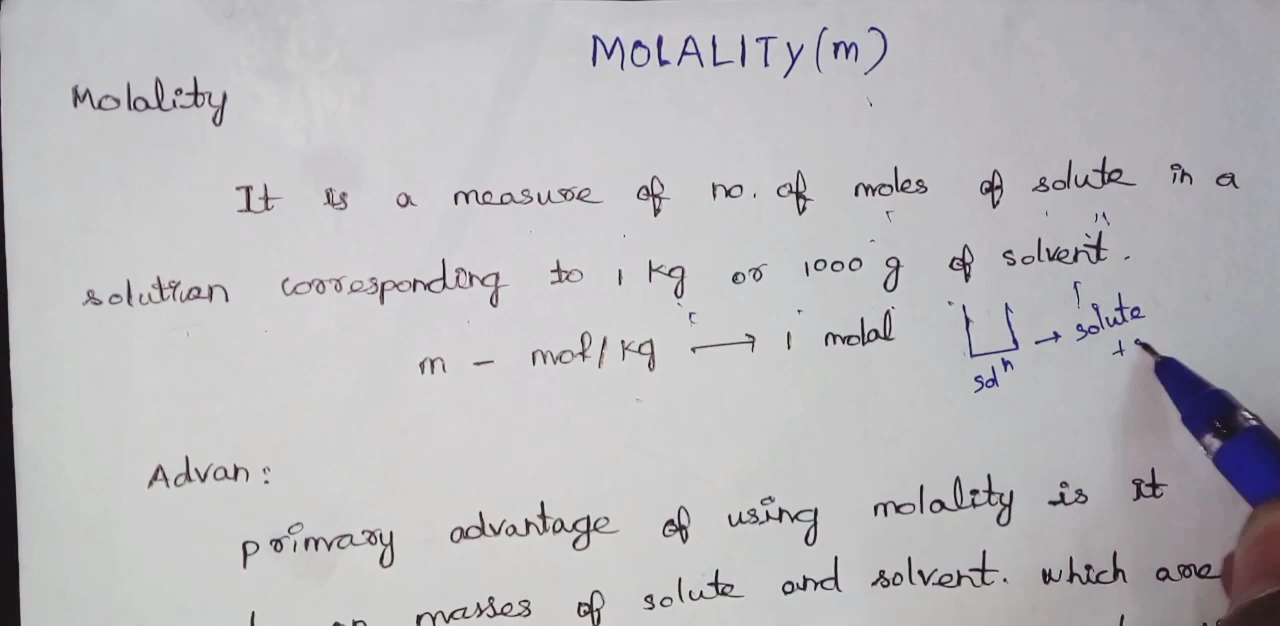 MOLALITY (m)
Molality
It is a measure of no. of moles of solute in a
solution corresponding to 1 kg or 1000 g of solvent.
m - mol/kg → 1 molal
solⁿ → solute
+
Advan:
primary advantage of using molality is it
masses of solute and solvent. which are